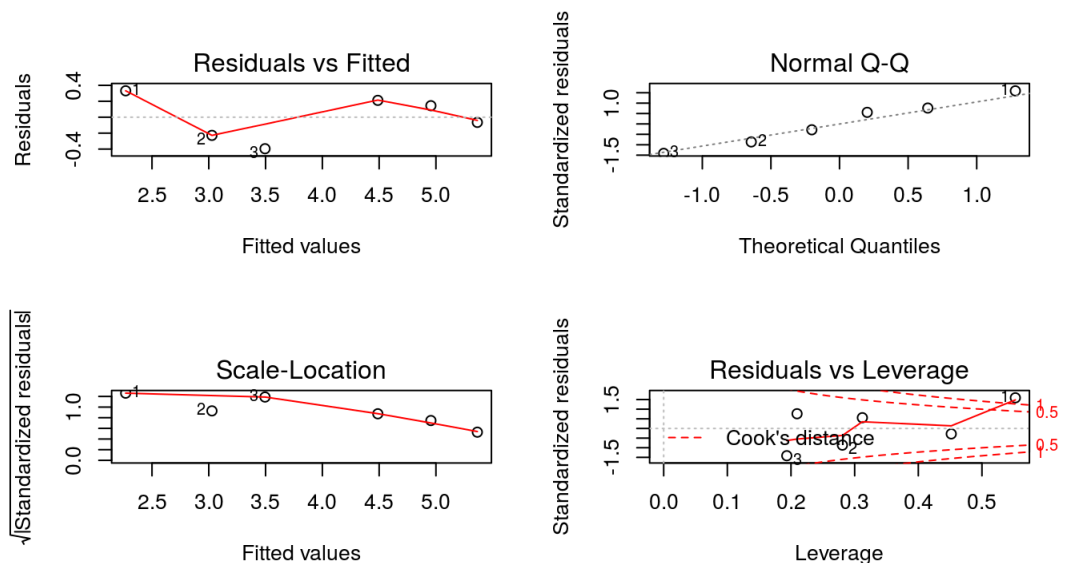 Residuals vs Fitted
Residuals
0.4
-0.4
1
2
3
2.5 3.0 3.5 4.0 4.5 5.0
Fitted values
Normal Q-Q
Standardized residuals
1.0
-1.5
3
2
1
-1.0 -0.5 0.0 0.5 1.0
Theoretical Quantiles
Scale-Location
√|Standardized residuals|
1.0
0.0
1
2
3
2.5 3.0 3.5 4.0 4.5 5.0
Fitted values
Residuals vs Leverage
Standardized residuals
1.5
-1.5
1
1
0.5
Cook's distance
2
0.5
1
3
0.0 0.1 0.2 0.3 0.4 0.5
Leverage